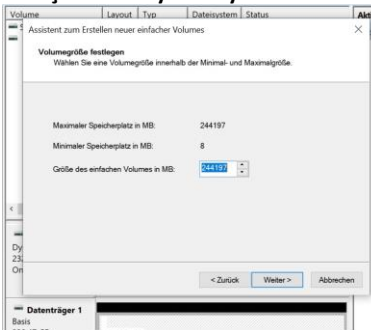 Volume Layout Typ Dateisystem Status
Assistent zum Erstellen neuer einfacher Volumes
Volumegröße festlegen
Wählen Sie eine Volumegröße innerhalb der Minimal- und Maximalgröße.
Maximaler Speicherplatz in MB: 244197
Minimaler Speicherplatz in MB: 8
Größe des einfachen Volumes in MB: 244197
< Zurück Weiter > Abbrechen
Datenträger 1
Basis